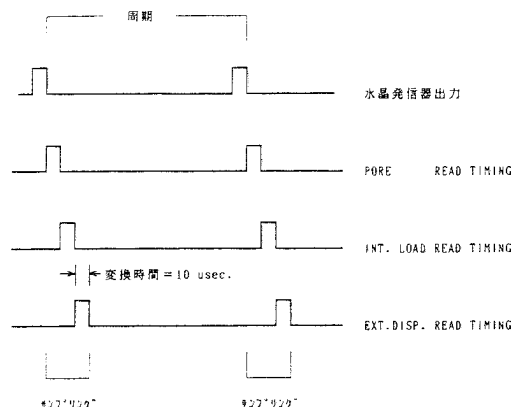 周期
水晶発信器出力
PORE READ TIMING
INT. LOAD READ TIMING
変換時間＝10 usec.
EXT.DISP. READ TIMING
ｻﾝﾌﾟﾘﾝｸﾞ ｻﾝﾌﾟﾘﾝｸﾞ